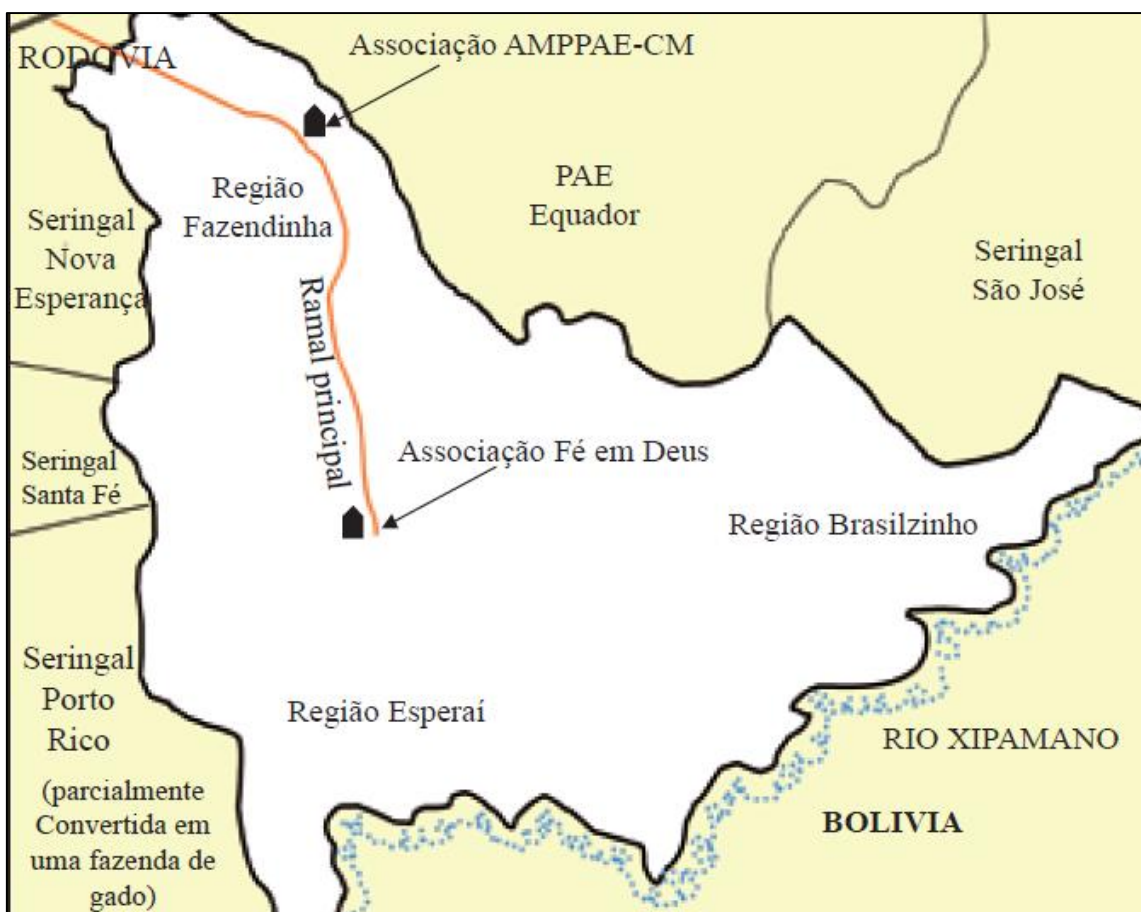 RODOVIA
Associação AMPPAE-CM
Região
Fazendinha
PAE
Equador
Seringal
Nova
Esperança
Seringal
São José
Ramal principal
Seringal
Santa Fé
Associação Fé em Deus
Região Brasilzinho
Seringal
Porto
Rico
(parcialmente
Convertida em
uma fazenda de
gado)
Região Esperaí
RIO XIPAMANO
BOLIVIA